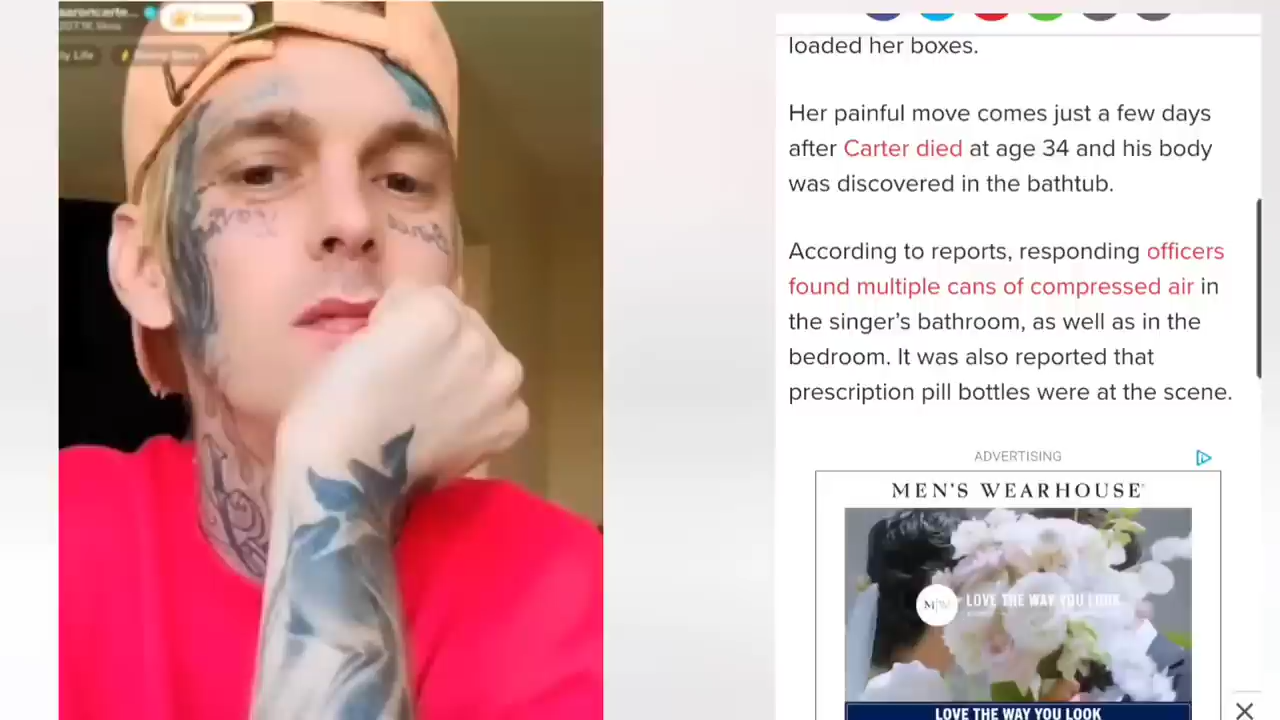 loaded her boxes.
Her painful move comes just a few days
after Carter died at age 34 and his body
was discovered in the bathtub.
According to reports, responding officers
found multiple cans of compressed air in
the singer’s bathroom, as well as in the
bedroom. It was also reported that
prescription pill bottles were at the scene.
ADVERTISING
MEN'S WEARHOUSE
MW
LOVE THE WAY YOU LOOK
LOVE THE WAY YOU LOOK